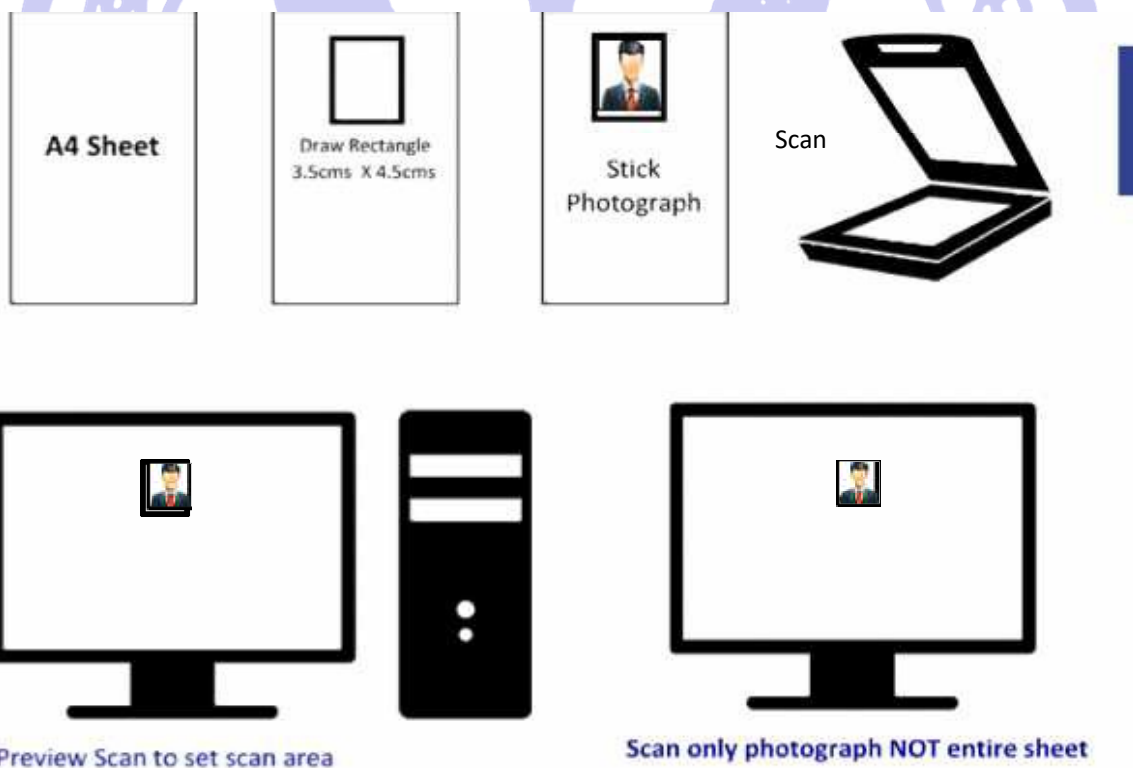 A4 Sheet
Draw Rectangle
3.5cms X 4.5cms
Stick
Photograph
Scan
Preview Scan to set scan area
Scan only photograph NOT entire sheet